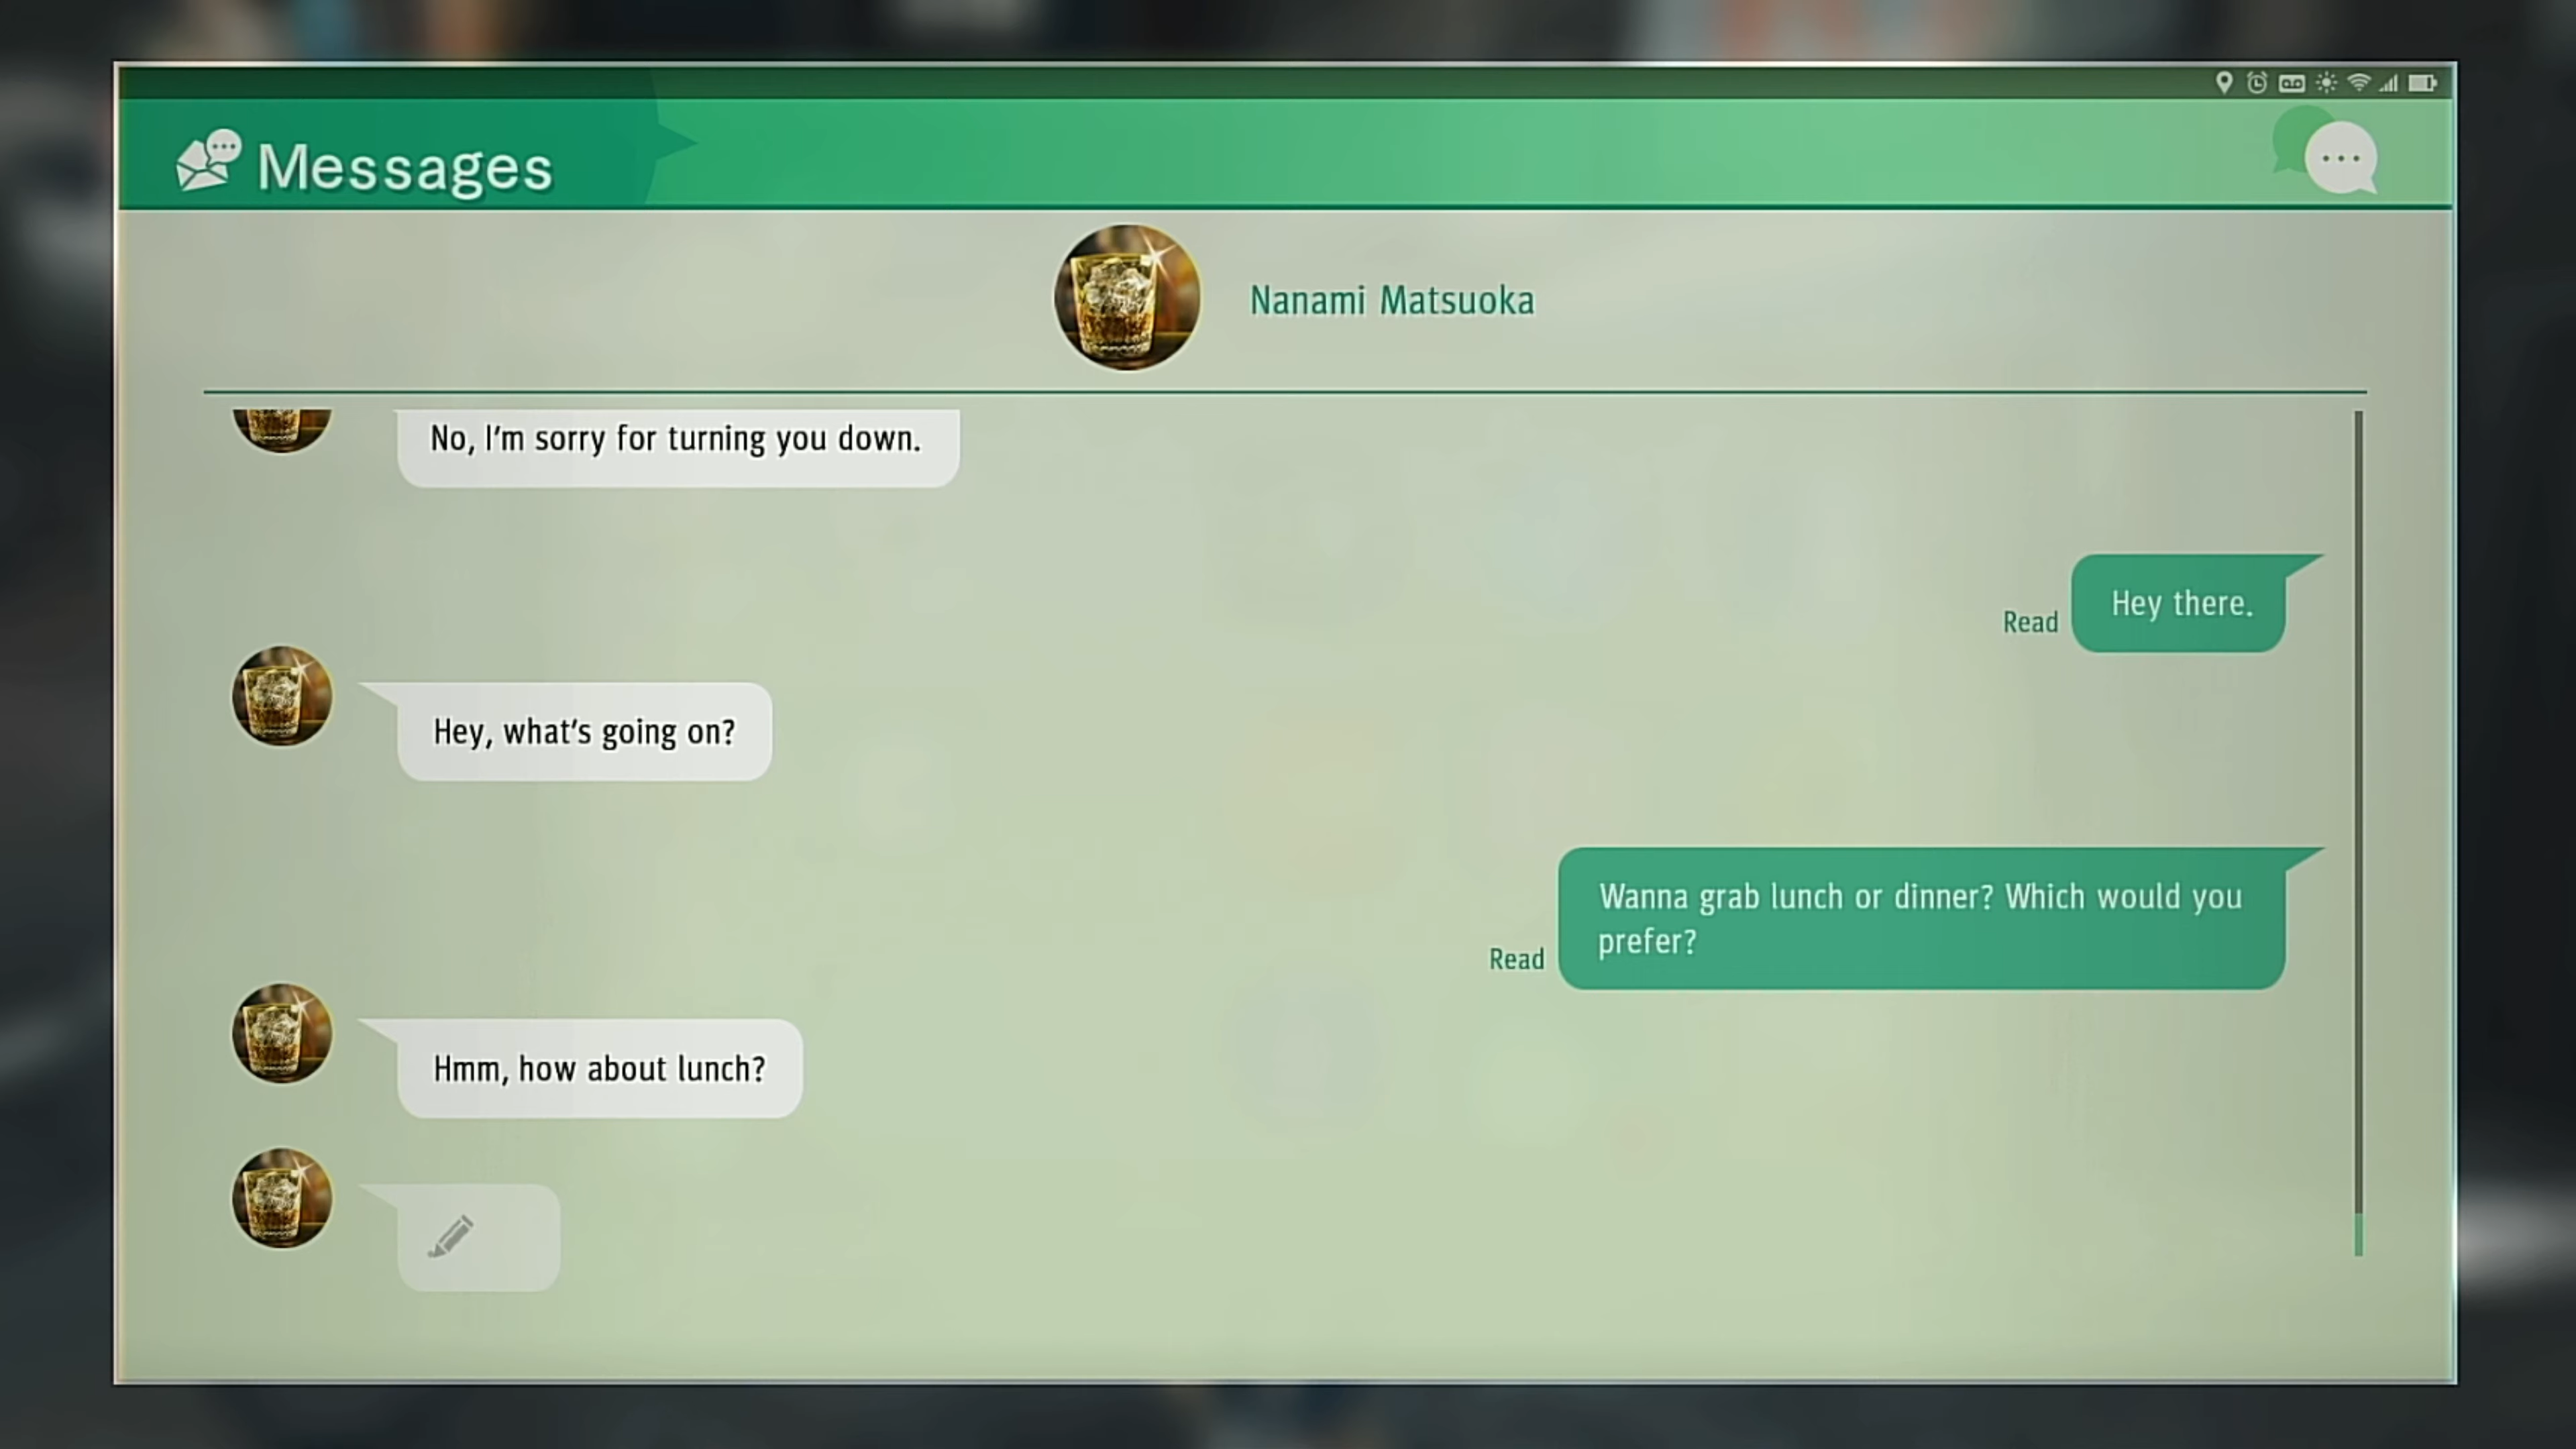 Messages
Nanami Matsuoka
No, I'm sorry for turning you down.
Hey there.
Read
Hey, what's going on?
Wanna grab lunch or dinner? Which would you
prefer?
Read
Hmm, how about lunch?